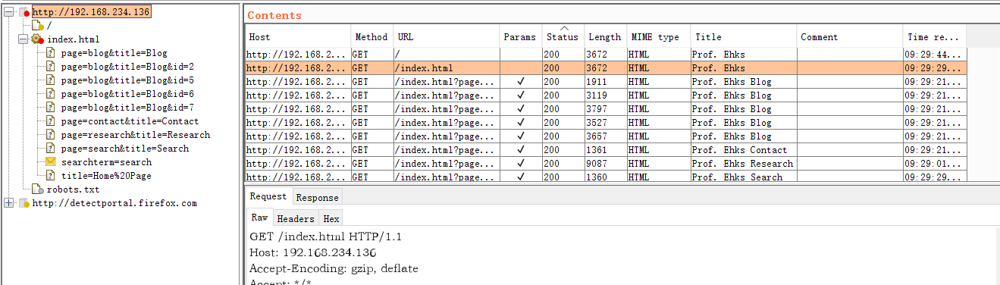 http://192.168.234.136
/
index.html
page=blog&title=Blog
page=blog&title=Blog&id=2
page=blog&title=Blog&id=5
page=blog&title=Blog&id=6
page=blog&title=Blog&id=7
page=contact&title=Contact
page=research&title=Research
page=search&title=Search
searchterm=search
title=Home%20Page
robots.txt
http://detectportal.firefox.com
Contents
Host Method URL Params Status Length MIME type Title Comment Time re...
http://192.168.2... GET / 200 3672 HTML Prof. Ehks 09:29:44...
http://192.168.2... GET /index.html 200 3672 HTML Prof. Ehks 09:29:29...
http://192.168.2... GET /index.html?page... ✓ 200 1911 HTML Prof. Ehks Blog 09:29:21...
http://192.168.2... GET /index.html?page... ✓ 200 3119 HTML Prof. Ehks Blog 09:29:21...
http://192.168.2... GET /index.html?page... ✓ 200 3797 HTML Prof. Ehks Blog 09:29:21...
http://192.168.2... GET /index.html?page... ✓ 200 3527 HTML Prof. Ehks Blog 09:29:21...
http://192.168.2... GET /index.html?page... ✓ 200 3657 HTML Prof. Ehks Blog 09:29:21...
http://192.168.2... GET /index.html?page... ✓ 200 1361 HTML Prof. Ehks Contact 09:29:21...
http://192.168.2... GET /index.html?page... ✓ 200 9087 HTML Prof. Ehks Research 09:29:01...
http://192.168.2... GET /index.html?page... ✓ 200 1360 HTML Prof. Ehks Search 09:29:29...
Request Response
Raw Headers Hex
GET /index.html HTTP/1.1
Host: 192.168.234.136
Accept-Encoding: gzip, deflate
Accept: */*